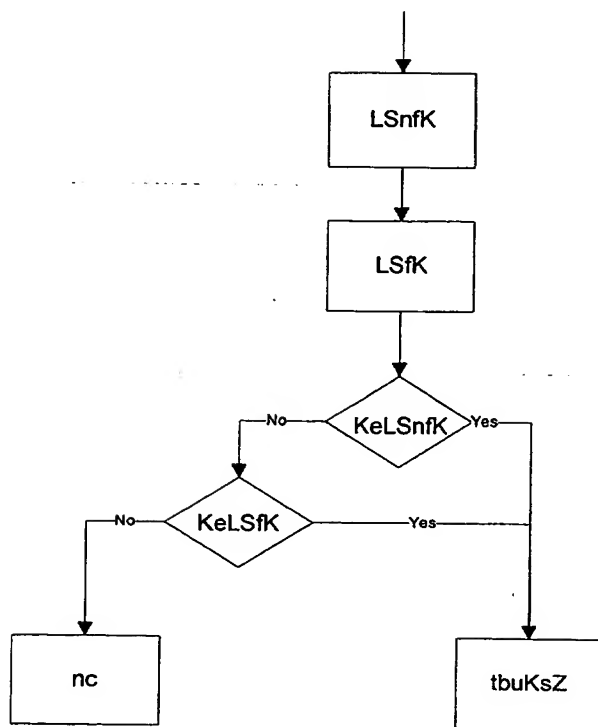 LSnfK
LSfK
KeLSnfK
No
Yes
KeLSfK
No
Yes
nc
tbuKsZ